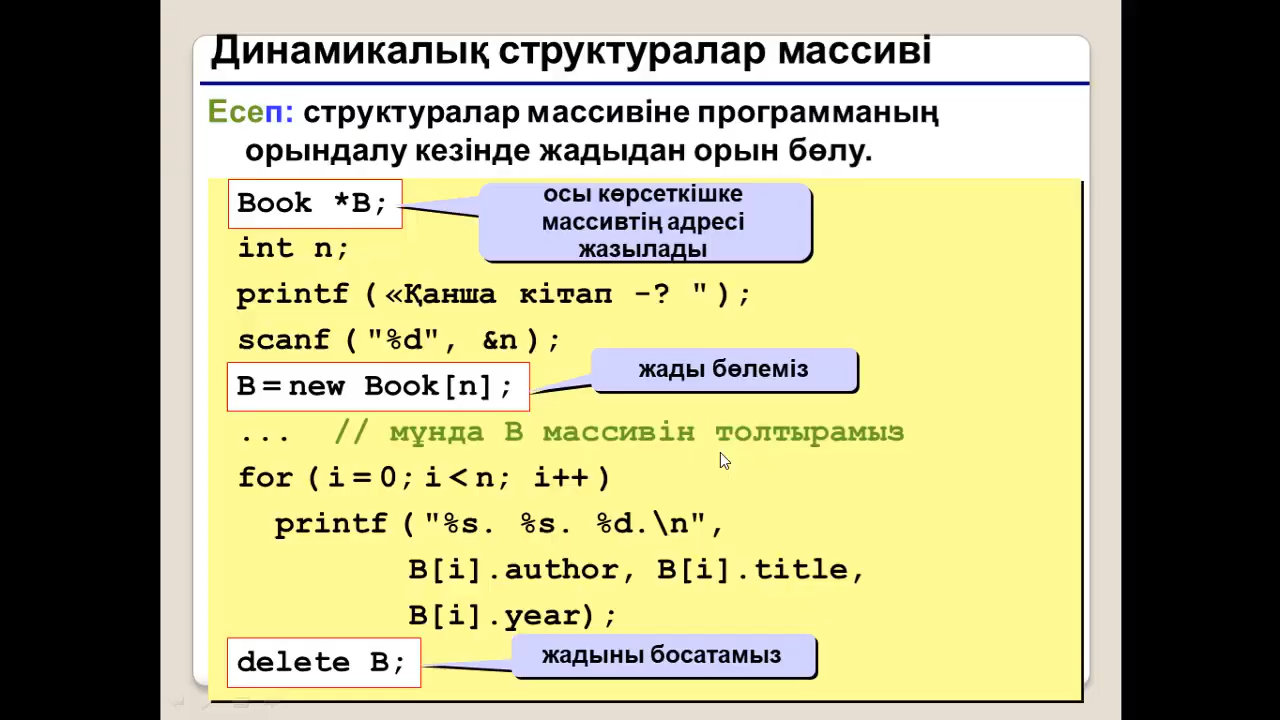 Динамикалық структуралар массиві
Есеп: структуралар массивіне программаның
орындалу кезінде жадыдан орын бөлу.
Book *B;
осы көрсеткішке
массивтің адресі
жазылады
int n;
printf ( «Қанша кітап -? " );
scanf ( "%d", &n );
B = new Book[n];
жады бөлеміз
... // мұнда B массивін толтырамыз
for ( i = 0; i < n; i++ )
printf ( "%s. %s. %d.\n",
B[i].author, B[i].title,
B[i].year);
delete B;
жадыны босатамыз